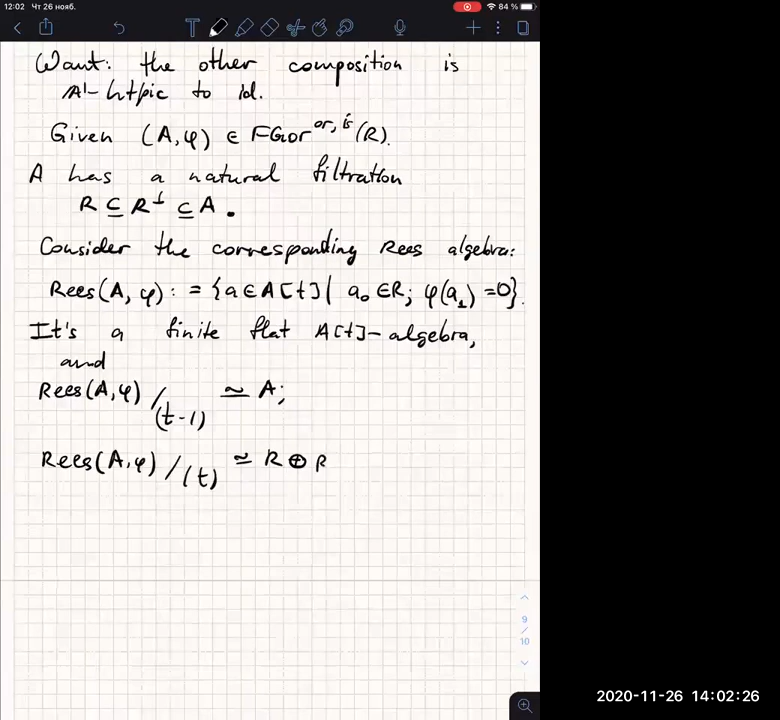 12:02 Чт 26 нояб.
84 %
T
Want: the other composition is
A¹-htpic to id.
Given (A,φ) ∈ FGor^{or, is}(R).
A has a natural filtration
R ⊆ R^⊥ ⊆ A.
Consider the corresponding Rees algebra:
Rees(A, φ) := {a ∈ A[t] | a₀ ∈ R; φ(a₁) = 0}.
It's a finite flat A[t]-algebra,
and
Rees(A,φ)/(t-1) ≃ A;
Rees(A,φ)/(t) ≃ R ⊕ R
9/10
2020-11-26 14:02:26